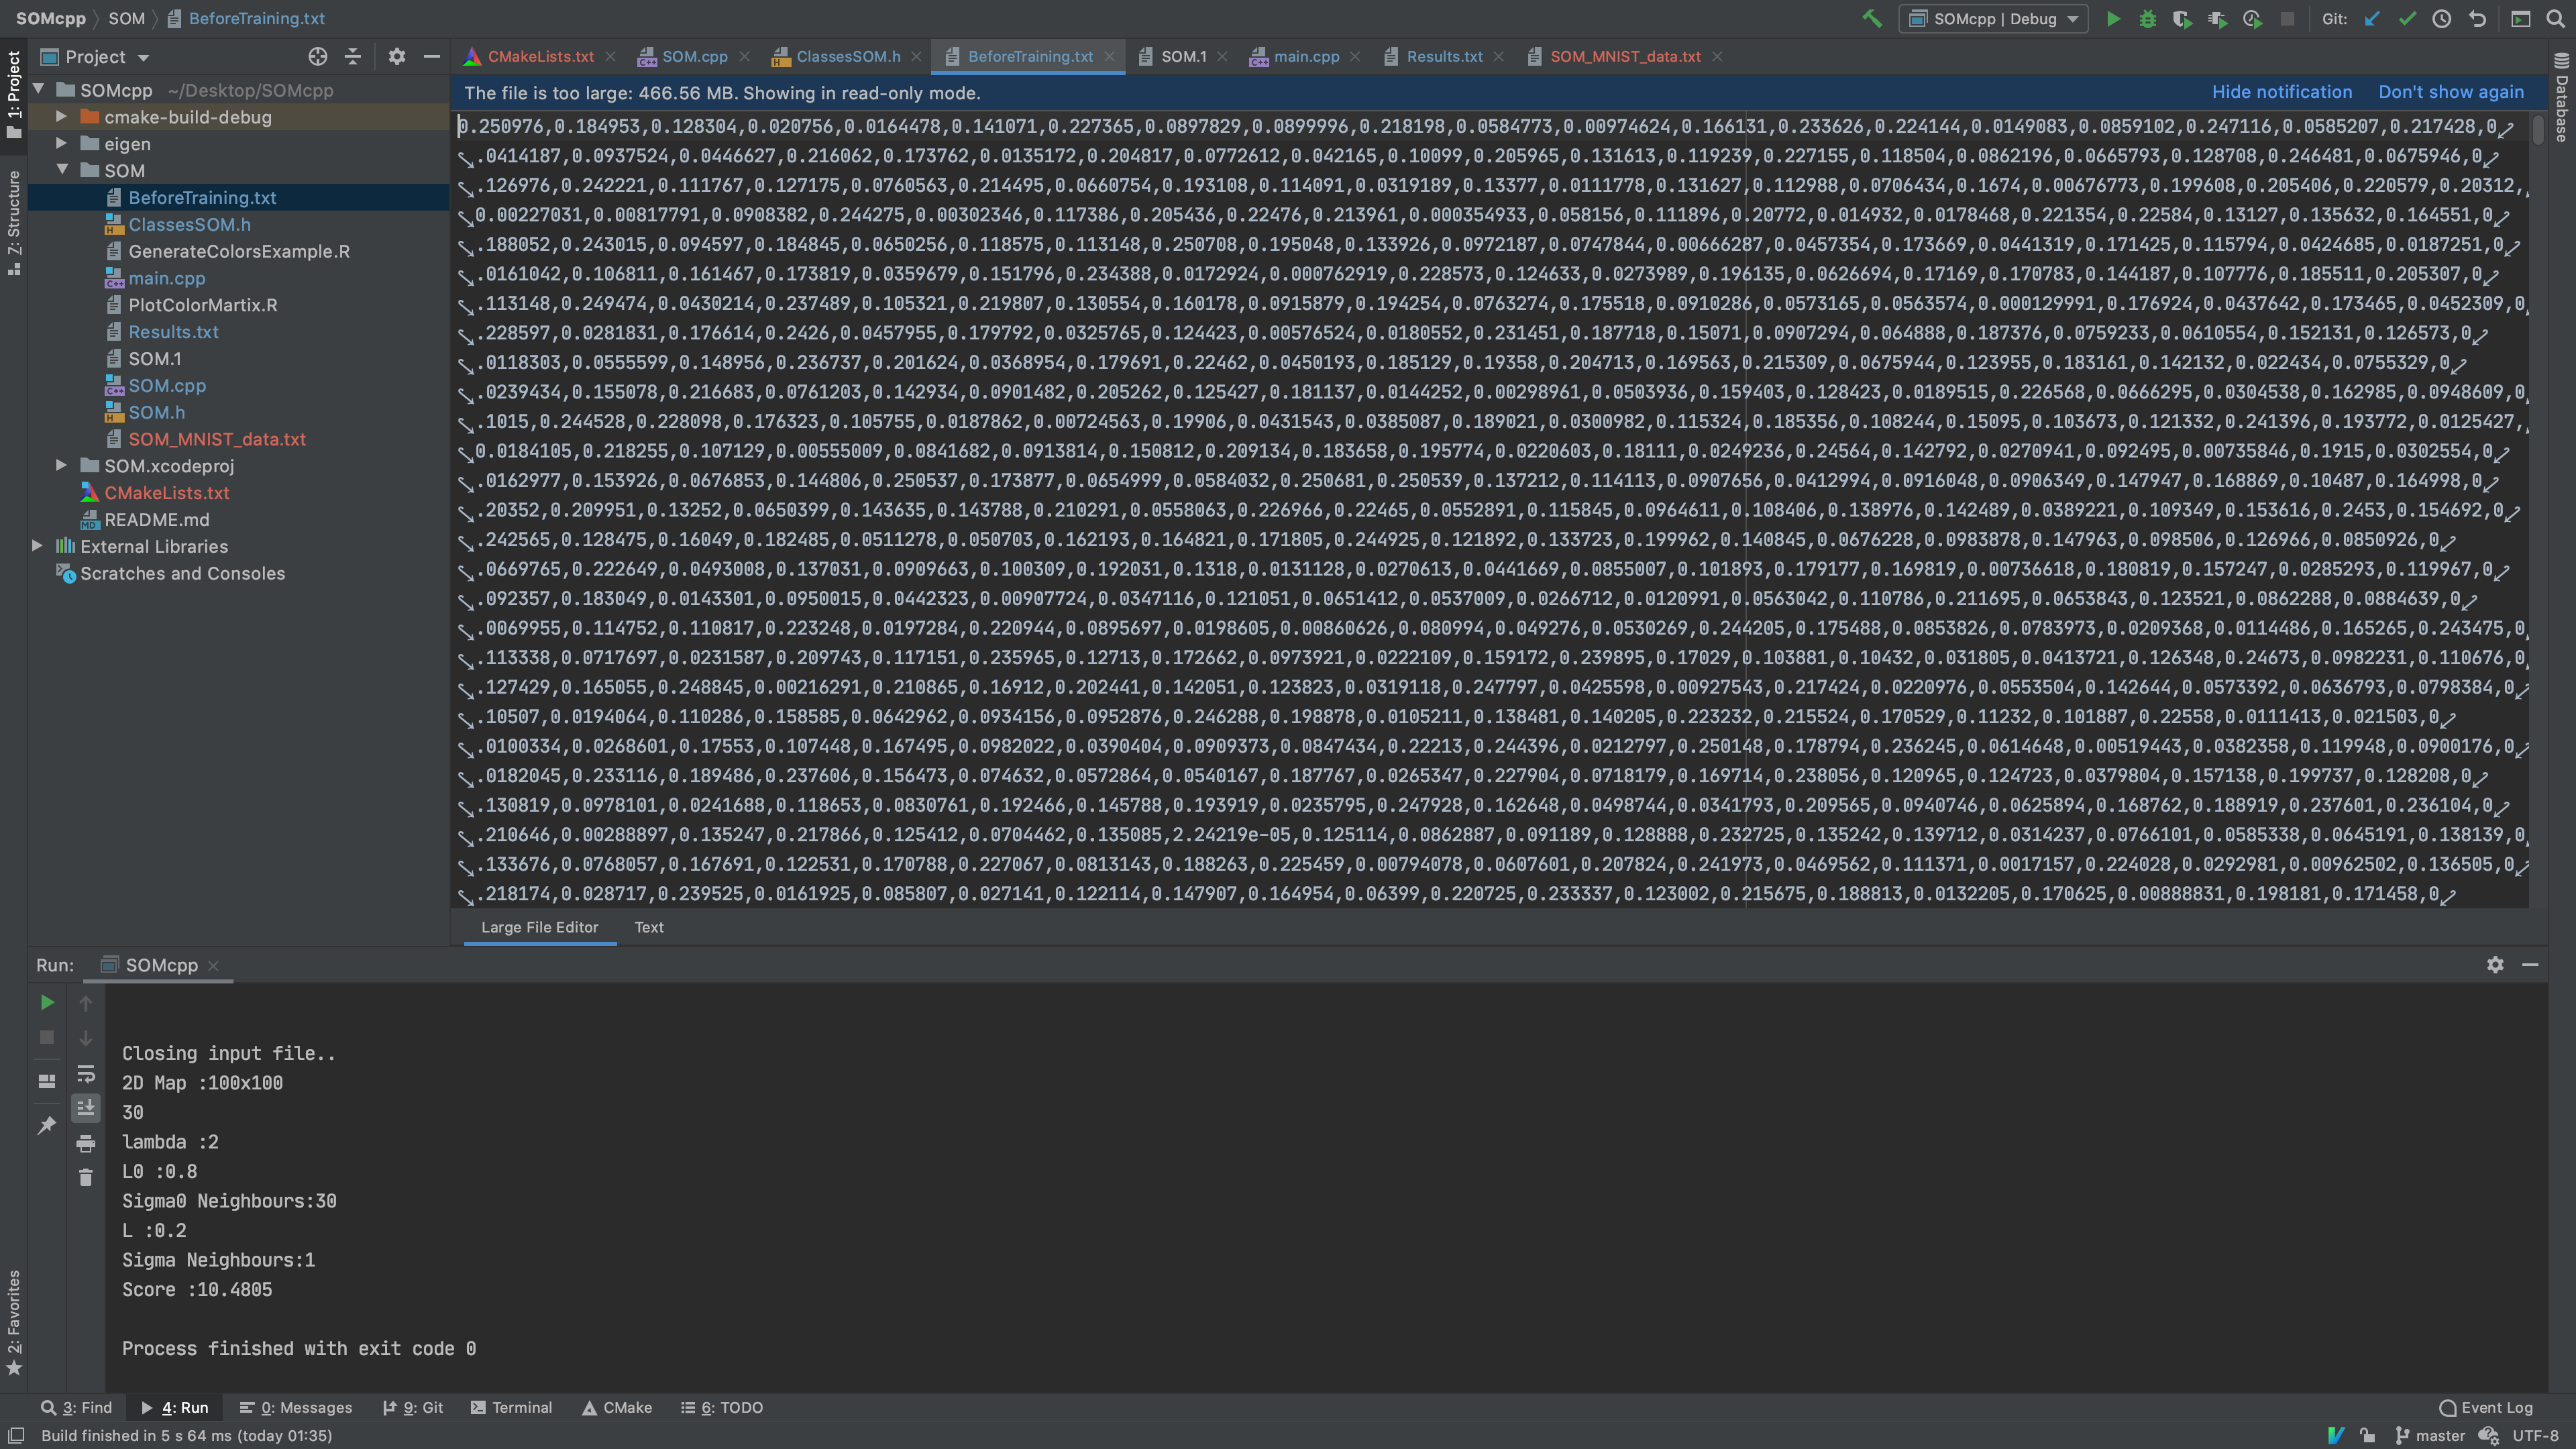 SOMcpp SOM BeforeTraining.txt
SOMcpp | Debug
Git:
Project
CMakeLists.txt SOM.cpp ClassesSOM.h BeforeTraining.txt SOM.1 main.cpp Results.txt SOM_MNIST_data.txt
1: Project
Z: Structure
2: Favorites
Database
SOMcpp ~/Desktop/SOMcpp
cmake-build-debug
eigen
SOM
BeforeTraining.txt
ClassesSOM.h
GenerateColorsExample.R
main.cpp
PlotColorMartix.R
Results.txt
SOM.1
SOM.cpp
SOM.h
SOM_MNIST_data.txt
SOM.xcodeproj
CMakeLists.txt
README.md
External Libraries
Scratches and Consoles
The file is too large: 466.56 MB. Showing in read-only mode. Hide notification Don't show again
0.250976,0.184953,0.128304,0.020756,0.0164478,0.141071,0.227365,0.0897829,0.0899996,0.218198,0.0584773,0.00974624,0.166131,0.233626,0.224144,0.0149083,0.0859102,0.247116,0.0585207,0.217428,0
.0414187,0.0937524,0.0446627,0.216062,0.173762,0.0135172,0.204817,0.0772612,0.042165,0.10099,0.205965,0.131613,0.119239,0.227155,0.118504,0.0862196,0.0665793,0.128708,0.246481,0.0675946,0
.126976,0.242221,0.111767,0.127175,0.0760563,0.214495,0.0660754,0.193108,0.114091,0.0319189,0.13377,0.0111778,0.131627,0.112988,0.0706434,0.1674,0.00676773,0.199608,0.205406,0.220579,0.20312,
0.00227031,0.00817791,0.0908382,0.244275,0.00302346,0.117386,0.205436,0.22476,0.213961,0.000354933,0.058156,0.111896,0.20772,0.014932,0.0178468,0.221354,0.22584,0.13127,0.135632,0.164551,0
.188052,0.243015,0.094597,0.184845,0.0650256,0.118575,0.113148,0.250708,0.195048,0.133926,0.0972187,0.0747844,0.00666287,0.0457354,0.173669,0.0441319,0.171425,0.115794,0.0424685,0.0187251,0
.0161042,0.106811,0.161467,0.173819,0.0359679,0.151796,0.234388,0.0172924,0.000762919,0.228573,0.124633,0.0273989,0.196135,0.0626694,0.17169,0.170783,0.144187,0.107776,0.185511,0.205307,0
.113148,0.249474,0.0430214,0.237489,0.105321,0.219807,0.130554,0.160178,0.0915879,0.194254,0.0763274,0.175518,0.0910286,0.0573165,0.0563574,0.000129991,0.176924,0.0437642,0.173465,0.0452309,0
.228597,0.0281831,0.176614,0.2426,0.0457955,0.179792,0.0325765,0.124423,0.00576524,0.0180552,0.231451,0.187718,0.15071,0.0907294,0.064888,0.187376,0.0759233,0.0610554,0.152131,0.126573,0
.0118303,0.0555599,0.148956,0.236737,0.201624,0.0368954,0.179691,0.22462,0.0450193,0.185129,0.19358,0.204713,0.169563,0.215309,0.0675944,0.123955,0.183161,0.142132,0.022434,0.0755329,0
.0239434,0.155078,0.216683,0.0761203,0.142934,0.0901482,0.205262,0.125427,0.181137,0.0144252,0.00298961,0.0503936,0.159403,0.128423,0.0189515,0.226568,0.0666295,0.0304538,0.162985,0.0948609,0
.1015,0.244528,0.228098,0.176323,0.105755,0.0187862,0.00724563,0.19906,0.0431543,0.0385087,0.189021,0.0300982,0.115324,0.185356,0.108244,0.15095,0.103673,0.121332,0.241396,0.193772,0.0125427,
0.0184105,0.218255,0.107129,0.00555009,0.0841682,0.0913814,0.150812,0.209134,0.183658,0.195774,0.0220603,0.18111,0.0249236,0.24564,0.142792,0.0270941,0.092495,0.00735846,0.1915,0.0302554,0
.0162977,0.153926,0.0676853,0.144806,0.250537,0.173877,0.0654999,0.0584032,0.250681,0.250539,0.137212,0.114113,0.0907656,0.0412994,0.0916048,0.0906349,0.147947,0.168869,0.10487,0.164998,0
.20352,0.209951,0.13252,0.0650399,0.143635,0.143788,0.210291,0.0558063,0.226966,0.22465,0.0552891,0.115845,0.0964611,0.108406,0.138976,0.142489,0.0389221,0.109349,0.153616,0.2453,0.154692,0
.242565,0.128475,0.16049,0.182485,0.0511278,0.050703,0.162193,0.164821,0.171805,0.244925,0.121892,0.133723,0.199962,0.140845,0.0676228,0.0983878,0.147963,0.098506,0.126966,0.0850926,0
.0669765,0.222649,0.0493008,0.137031,0.0909663,0.100309,0.192031,0.1318,0.0131128,0.0270613,0.0441669,0.0855007,0.101893,0.179177,0.169819,0.00736618,0.180819,0.157247,0.0285293,0.119967,0
.092357,0.183049,0.0143301,0.0950015,0.0442323,0.00907724,0.0347116,0.121051,0.0651412,0.0537009,0.0266712,0.0120991,0.0563042,0.110786,0.211695,0.0653843,0.123521,0.0862288,0.0884639,0
.0069955,0.114752,0.110817,0.223248,0.0197284,0.220944,0.0895697,0.0198605,0.00860626,0.080994,0.049276,0.0530269,0.244205,0.175488,0.0853826,0.0783973,0.0209368,0.0114486,0.165265,0.243475,0
.113338,0.0717697,0.0231587,0.209743,0.117151,0.235965,0.12713,0.172662,0.0973921,0.0222109,0.159172,0.239895,0.17029,0.103881,0.10432,0.031805,0.0413721,0.126348,0.24673,0.0982231,0.110676,0
.127429,0.165055,0.248845,0.00216291,0.210865,0.16912,0.202441,0.142051,0.123823,0.0319118,0.247797,0.0425598,0.00927543,0.217424,0.0220976,0.0553504,0.142644,0.0573392,0.0636793,0.0798384,0
.10507,0.0194064,0.110286,0.158585,0.0642962,0.0934156,0.0952876,0.246288,0.198878,0.0105211,0.138481,0.140205,0.223232,0.215524,0.170529,0.11232,0.101887,0.22558,0.0111413,0.021503,0
.0100334,0.0268601,0.17553,0.107448,0.167495,0.0982022,0.0390404,0.0909373,0.0847434,0.22213,0.244396,0.0212797,0.250148,0.178794,0.236245,0.0614648,0.00519443,0.0382358,0.119948,0.0900176,0
.0182045,0.233116,0.189486,0.237606,0.156473,0.074632,0.0572864,0.0540167,0.187767,0.0265347,0.227904,0.0718179,0.169714,0.238056,0.120965,0.124723,0.0379804,0.157138,0.199737,0.128208,0
.130819,0.0978101,0.0241688,0.118653,0.0830761,0.192466,0.145788,0.193919,0.0235795,0.247928,0.162648,0.0498744,0.0341793,0.209565,0.0940746,0.0625894,0.168762,0.188919,0.237601,0.236104,0
.210646,0.00288897,0.135247,0.217866,0.125412,0.0704462,0.135085,2.24219e-05,0.125114,0.0862887,0.091189,0.128888,0.232725,0.135242,0.139712,0.0314237,0.0766101,0.0585338,0.0645191,0.138139,0
.133676,0.0768057,0.167691,0.122531,0.170788,0.227067,0.0813143,0.188263,0.225459,0.00794078,0.0607601,0.207824,0.241973,0.0469562,0.111371,0.0017157,0.224028,0.0292981,0.00962502,0.136505,0
.218174,0.028717,0.239525,0.0161925,0.085807,0.027141,0.122114,0.147907,0.164954,0.06399,0.220725,0.233337,0.123002,0.215675,0.188813,0.0132205,0.170625,0.00888831,0.198181,0.171458,0
Large File Editor Text
Run: SOMcpp
Closing input file..
2D Map :100x100
30
lambda :2
L0 :0.8
Sigma0 Neighbours:30
L :0.2
Sigma Neighbours:1
Score :10.4805
Process finished with exit code 0
3: Find 4: Run 0: Messages 9: Git Terminal CMake 6: TODO Event Log
Build finished in 5 s 64 ms (today 01:35) master UTF-8